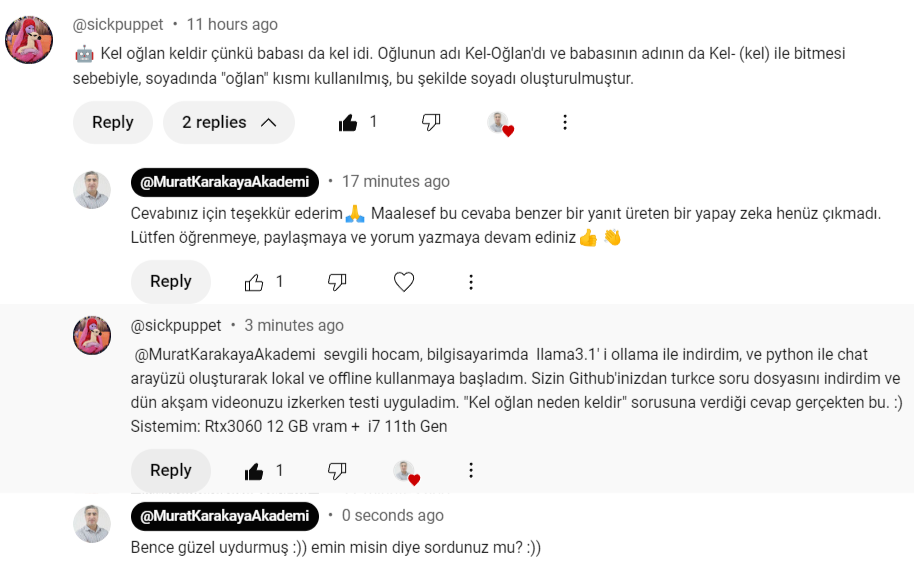 @sickpuppet • 11 hours ago
🤖 Kel oğlan keldir çünkü babası da kel idi. Oğlunun adı Kel-Oğlan'dı ve babasının adının da Kel- (kel) ile bitmesi
sebebiyle, soyadında "oğlan" kısmı kullanılmış, bu şekilde soyadı oluşturulmuştur.
Reply 2 replies 1
@MuratKarakayaAkademi • 17 minutes ago
Cevabınız için teşekkür ederim🙏 Maalesef bu cevaba benzer bir yanıt üreten bir yapay zeka henüz çıkmadı.
Lütfen öğrenmeye, paylaşmaya ve yorum yazmaya devam ediniz👍 👏
Reply 1
@sickpuppet • 3 minutes ago
@MuratKarakayaAkademi sevgili hocam, bilgisayarimda llama3.1' i ollama ile indirdim, ve python ile chat
arayüzü oluşturarak lokal ve offline kullanmaya başladım. Sizin Github'inizdan turkce soru dosyasını indirdim ve
dün akşam videonuzu izkerken testi uyguladim. "Kel oğlan neden keldir" sorusuna verdiği cevap gerçekten bu. :)
Sistemim: Rtx3060 12 GB vram + i7 11th Gen
Reply 1
@MuratKarakayaAkademi • 0 seconds ago
Bence güzel uydurmuş :)) emin misin diye sordunuz mu? :))